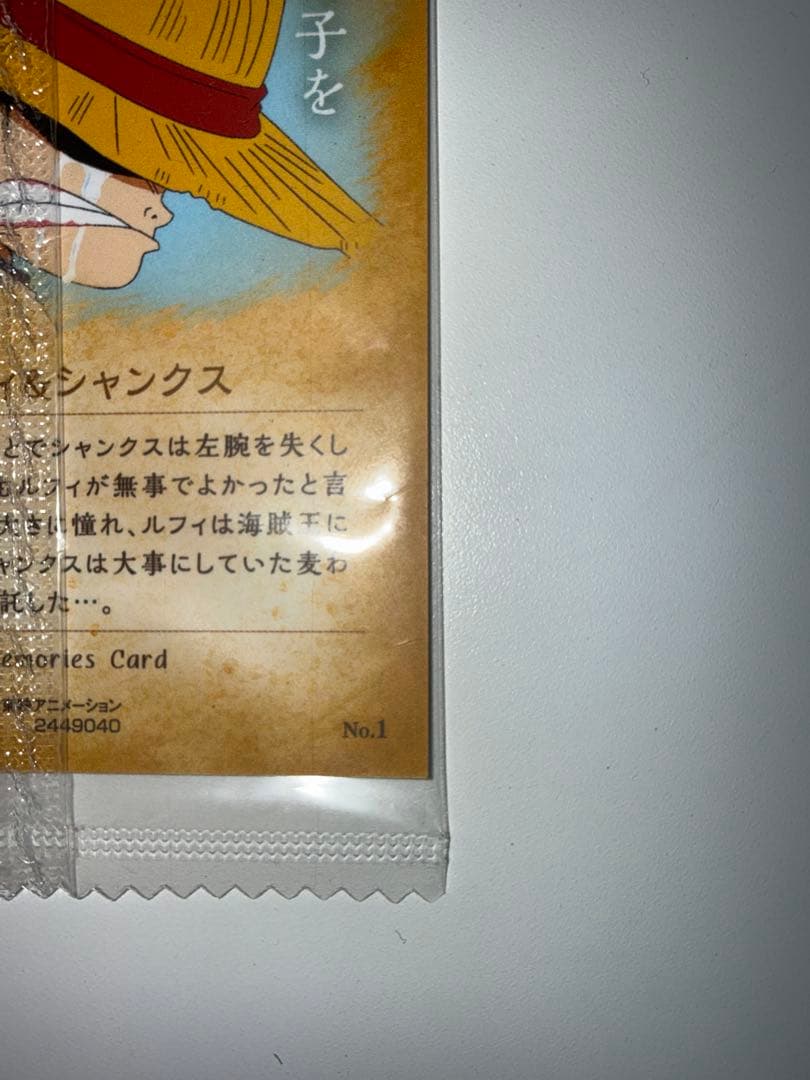 子を
ィ&シャンクス
とでシャンクスは左腕を失くし
もルフィが無事でよかったと言
大きさに憧れ、ルフィは海賊王に
ャンクスは大事にしていた麦わ
託した…。
emories Card
東映アニメーション
2449040
No.1